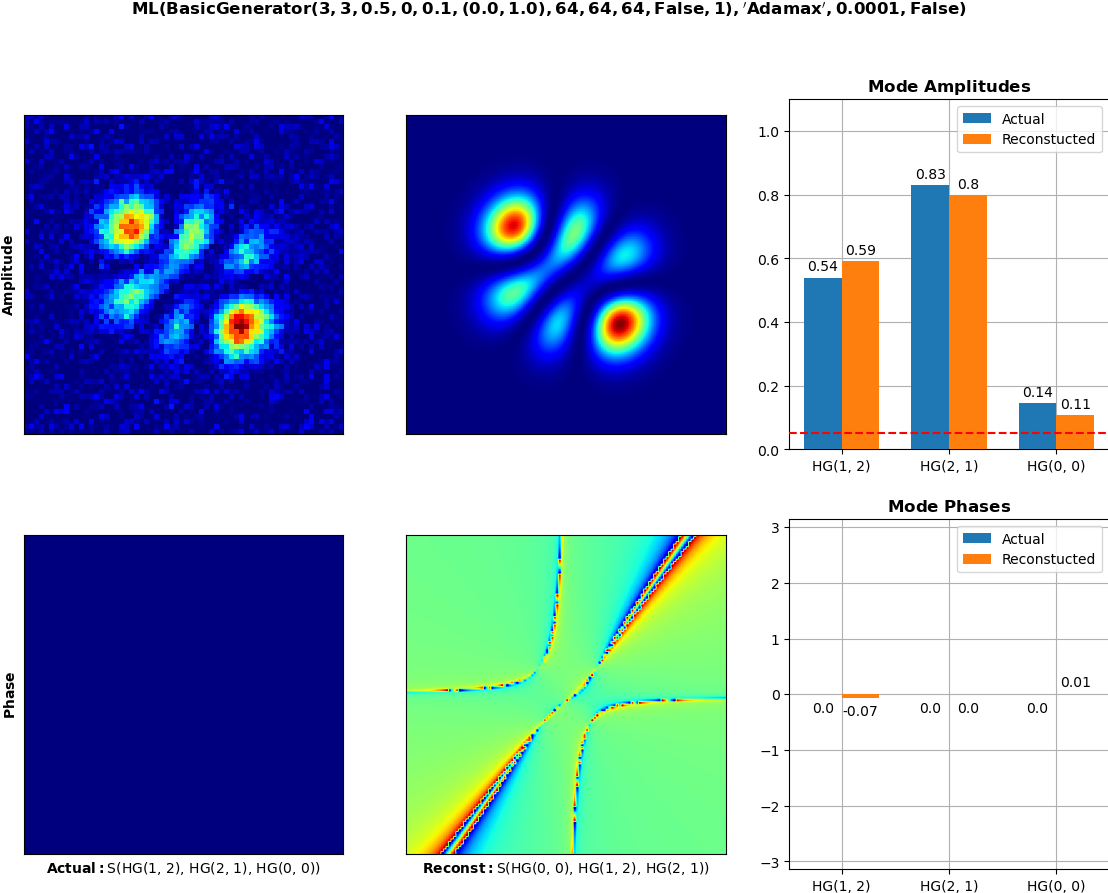 ML(BasicGenerator(3, 3, 0.5, 0, 0.1, (0.0, 1.0), 64, 64, 64, False, 1), ′Adamax′, 0.0001, False)
Amplitude
Mode Amplitudes
Actual
Reconstucted
1.0
0.8
0.6
0.4
0.2
0.0
0.54
0.59
0.83
0.8
0.14
0.11
HG(1, 2)
HG(2, 1)
HG(0, 0)
Phase
Actual: S(HG(1, 2), HG(2, 1), HG(0, 0))
Reconst: S(HG(0, 0), HG(1, 2), HG(2, 1))
Mode Phases
Actual
Reconstucted
3
2
1
0
−1
−2
−3
0.0
-0.07
0.0
0.0
0.0
0.01
HG(1, 2)
HG(2, 1)
HG(0, 0)